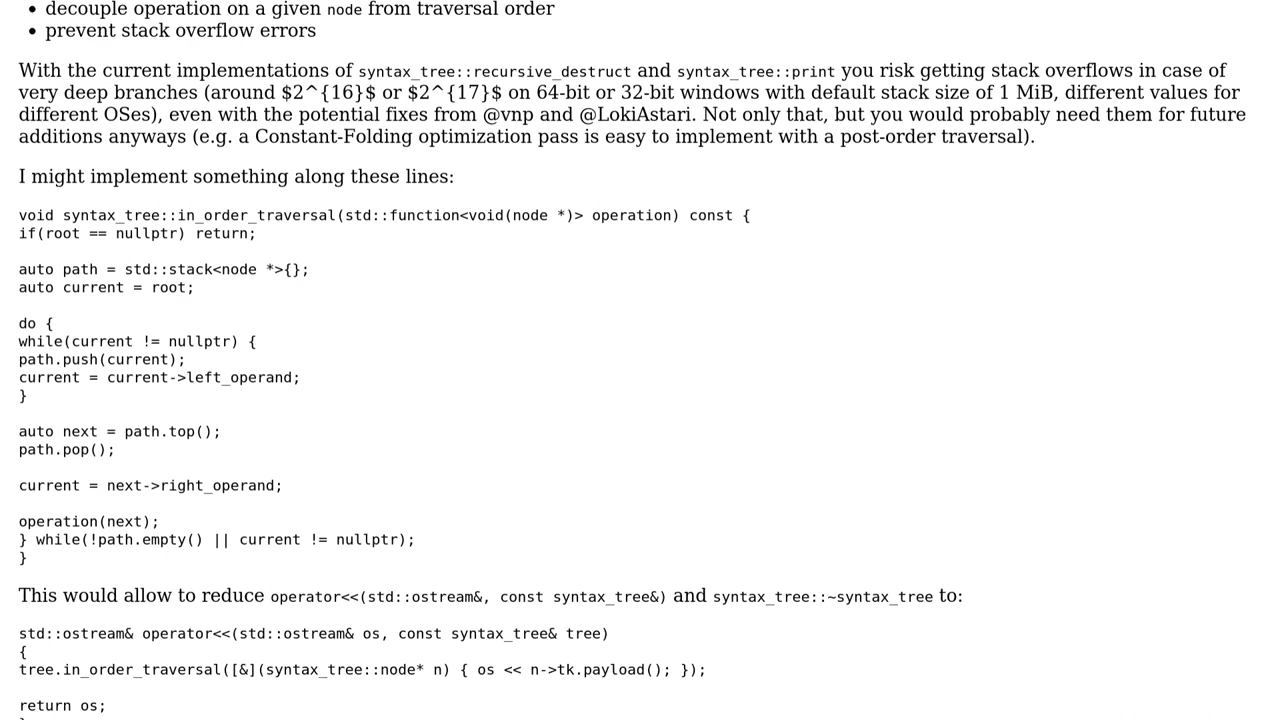 • decouple operation on a given node from traversal order
• prevent stack overflow errors
With the current implementations of syntax_tree::recursive_destruct and syntax_tree::print you risk getting stack overflows in case of
very deep branches (around $2^{16}$ or $2^{17}$ on 64-bit or 32-bit windows with default stack size of 1 MiB, different values for
different OSes), even with the potential fixes from @vnp and @LokiAstari. Not only that, but you would probably need them for future
additions anyways (e.g. a Constant-Folding optimization pass is easy to implement with a post-order traversal).
I might implement something along these lines:
void syntax_tree::in_order_traversal(std::function<void(node *)> operation) const {
if(root == nullptr) return;
auto path = std::stack<node *>{};
auto current = root;
do {
while(current != nullptr) {
path.push(current);
current = current->left_operand;
}
auto next = path.top();
path.pop();
current = next->right_operand;
operation(next);
} while(!path.empty() || current != nullptr);
}
This would allow to reduce operator<<(std::ostream&, const syntax_tree&) and syntax_tree::~syntax_tree to:
std::ostream& operator<<(std::ostream& os, const syntax_tree& tree)
{
tree.in_order_traversal([&](syntax_tree::node* n) { os << n->tk.payload(); });
return os;